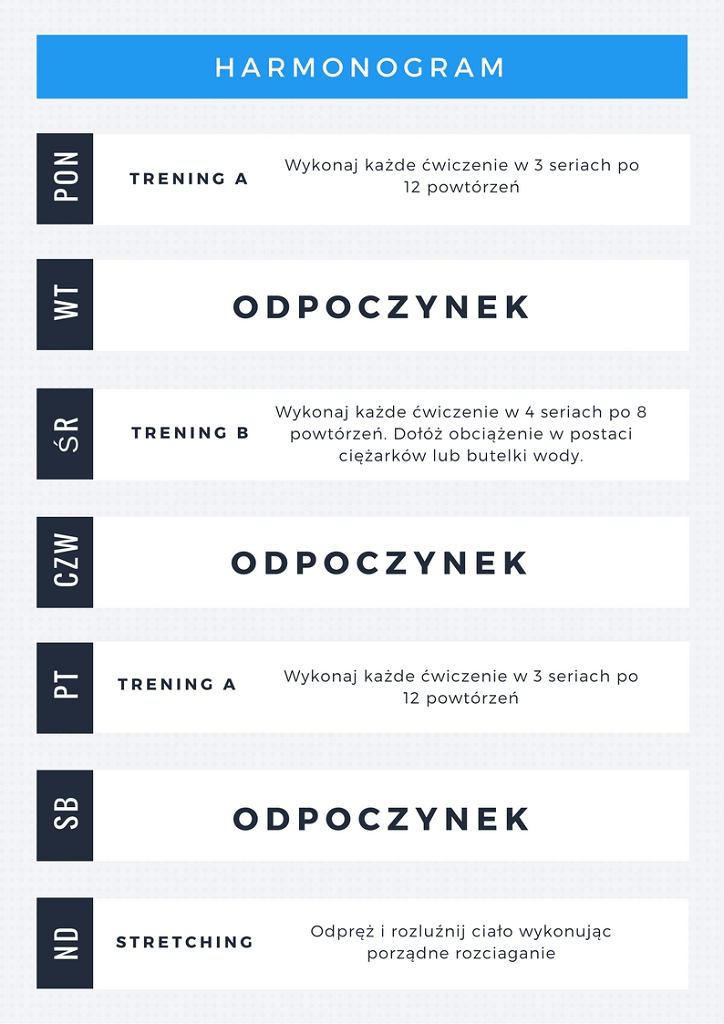 HARMONOGRAM
PON
TRENING A
Wykonaj każde ćwiczenie w 3 seriach po
12 powtórzeń
WT
ODPOCZYNEK
ŚR
TRENING B
Wykonaj każde ćwiczenie w 4 seriach po 8
powtórzeń. Dołóż obciążenie w postaci
ciężarków lub butelki wody.
CZW
ODPOCZYNEK
PT
TRENING A
Wykonaj każde ćwiczenie w 3 seriach po
12 powtórzeń
SB
ODPOCZYNEK
ND
STRETCHING
Odpręż i rozluźnij ciało wykonując
porządne rozciaganie